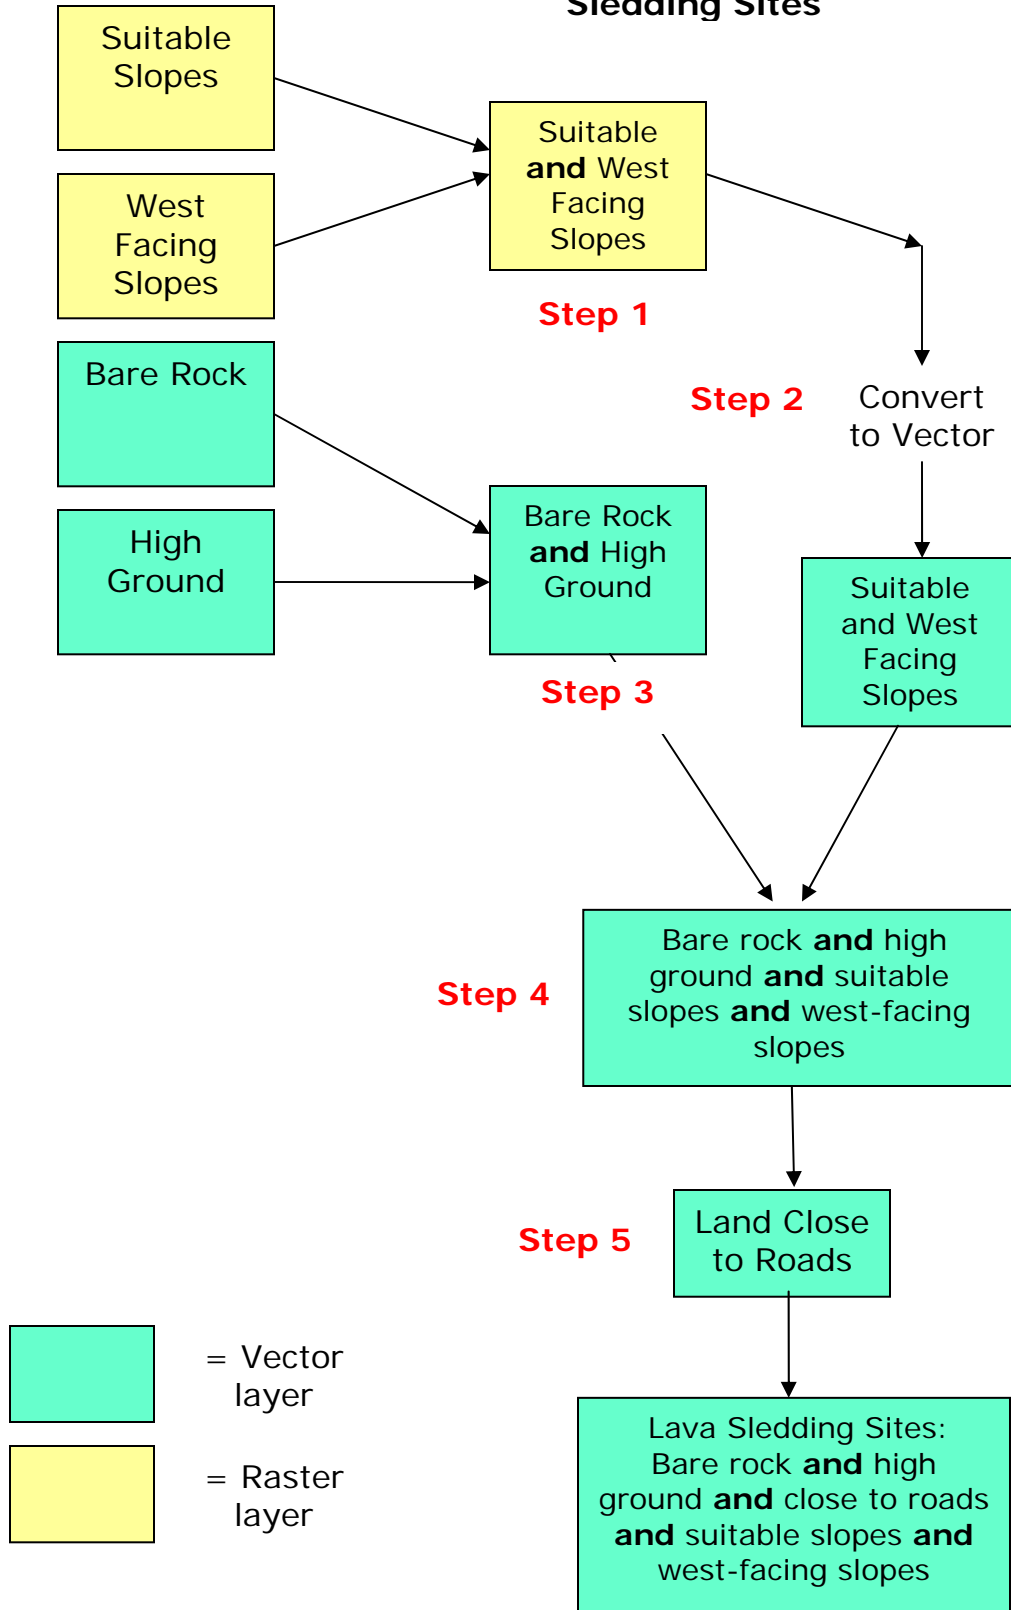 Sledding Sites
Suitable
Slopes
West
Facing
Slopes
Suitable
and West
Facing
Slopes
Step 1
Bare Rock
High
Ground
Step 2
Convert
to Vector
Bare Rock
and High
Ground
Step 3
Suitable
and West
Facing
Slopes
Step 4
Bare rock and high
ground and suitable
slopes and west-facing
slopes
Step 5
Land Close
to Roads
= Vector
layer
= Raster
layer
Lava Sledding Sites:
Bare rock and high
ground and close to roads
and suitable slopes and
west-facing slopes